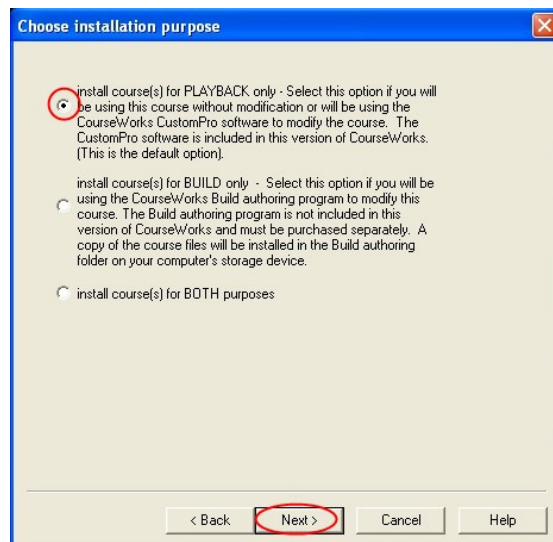 Choose installation purpose
install course(s) for PLAYBACK only - Select this option if you will
be using this course without modification or will be using the
CourseWorks CustomPro software to modify the course. The
CustomPro software is included in this version of CourseWorks.
(This is the default option).
install course(s) for BUILD only - Select this option if you will be
using the CourseWorks Build authoring program to modify this
course. The Build authoring program is not included in this
version of CourseWorks and must be purchased separately. A
copy of the course files will be installed in the Build authoring
folder on your computer's storage device.
install course(s) for BOTH purposes
< Back Next > Cancel Help